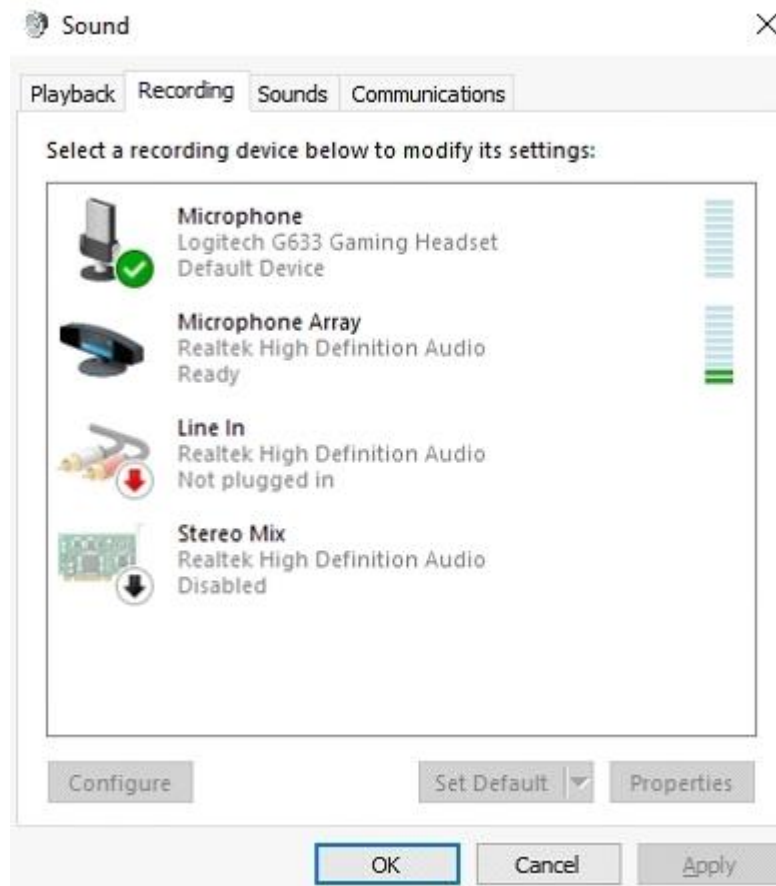 Sound
Playback Recording Sounds Communications
Select a recording device below to modify its settings:
Microphone
Logitech G633 Gaming Headset
Default Device
Microphone Array
Realtek High Definition Audio
Ready
Line In
Realtek High Definition Audio
Not plugged in
Stereo Mix
Realtek High Definition Audio
Disabled
Configure Set Default Properties
OK Cancel Apply